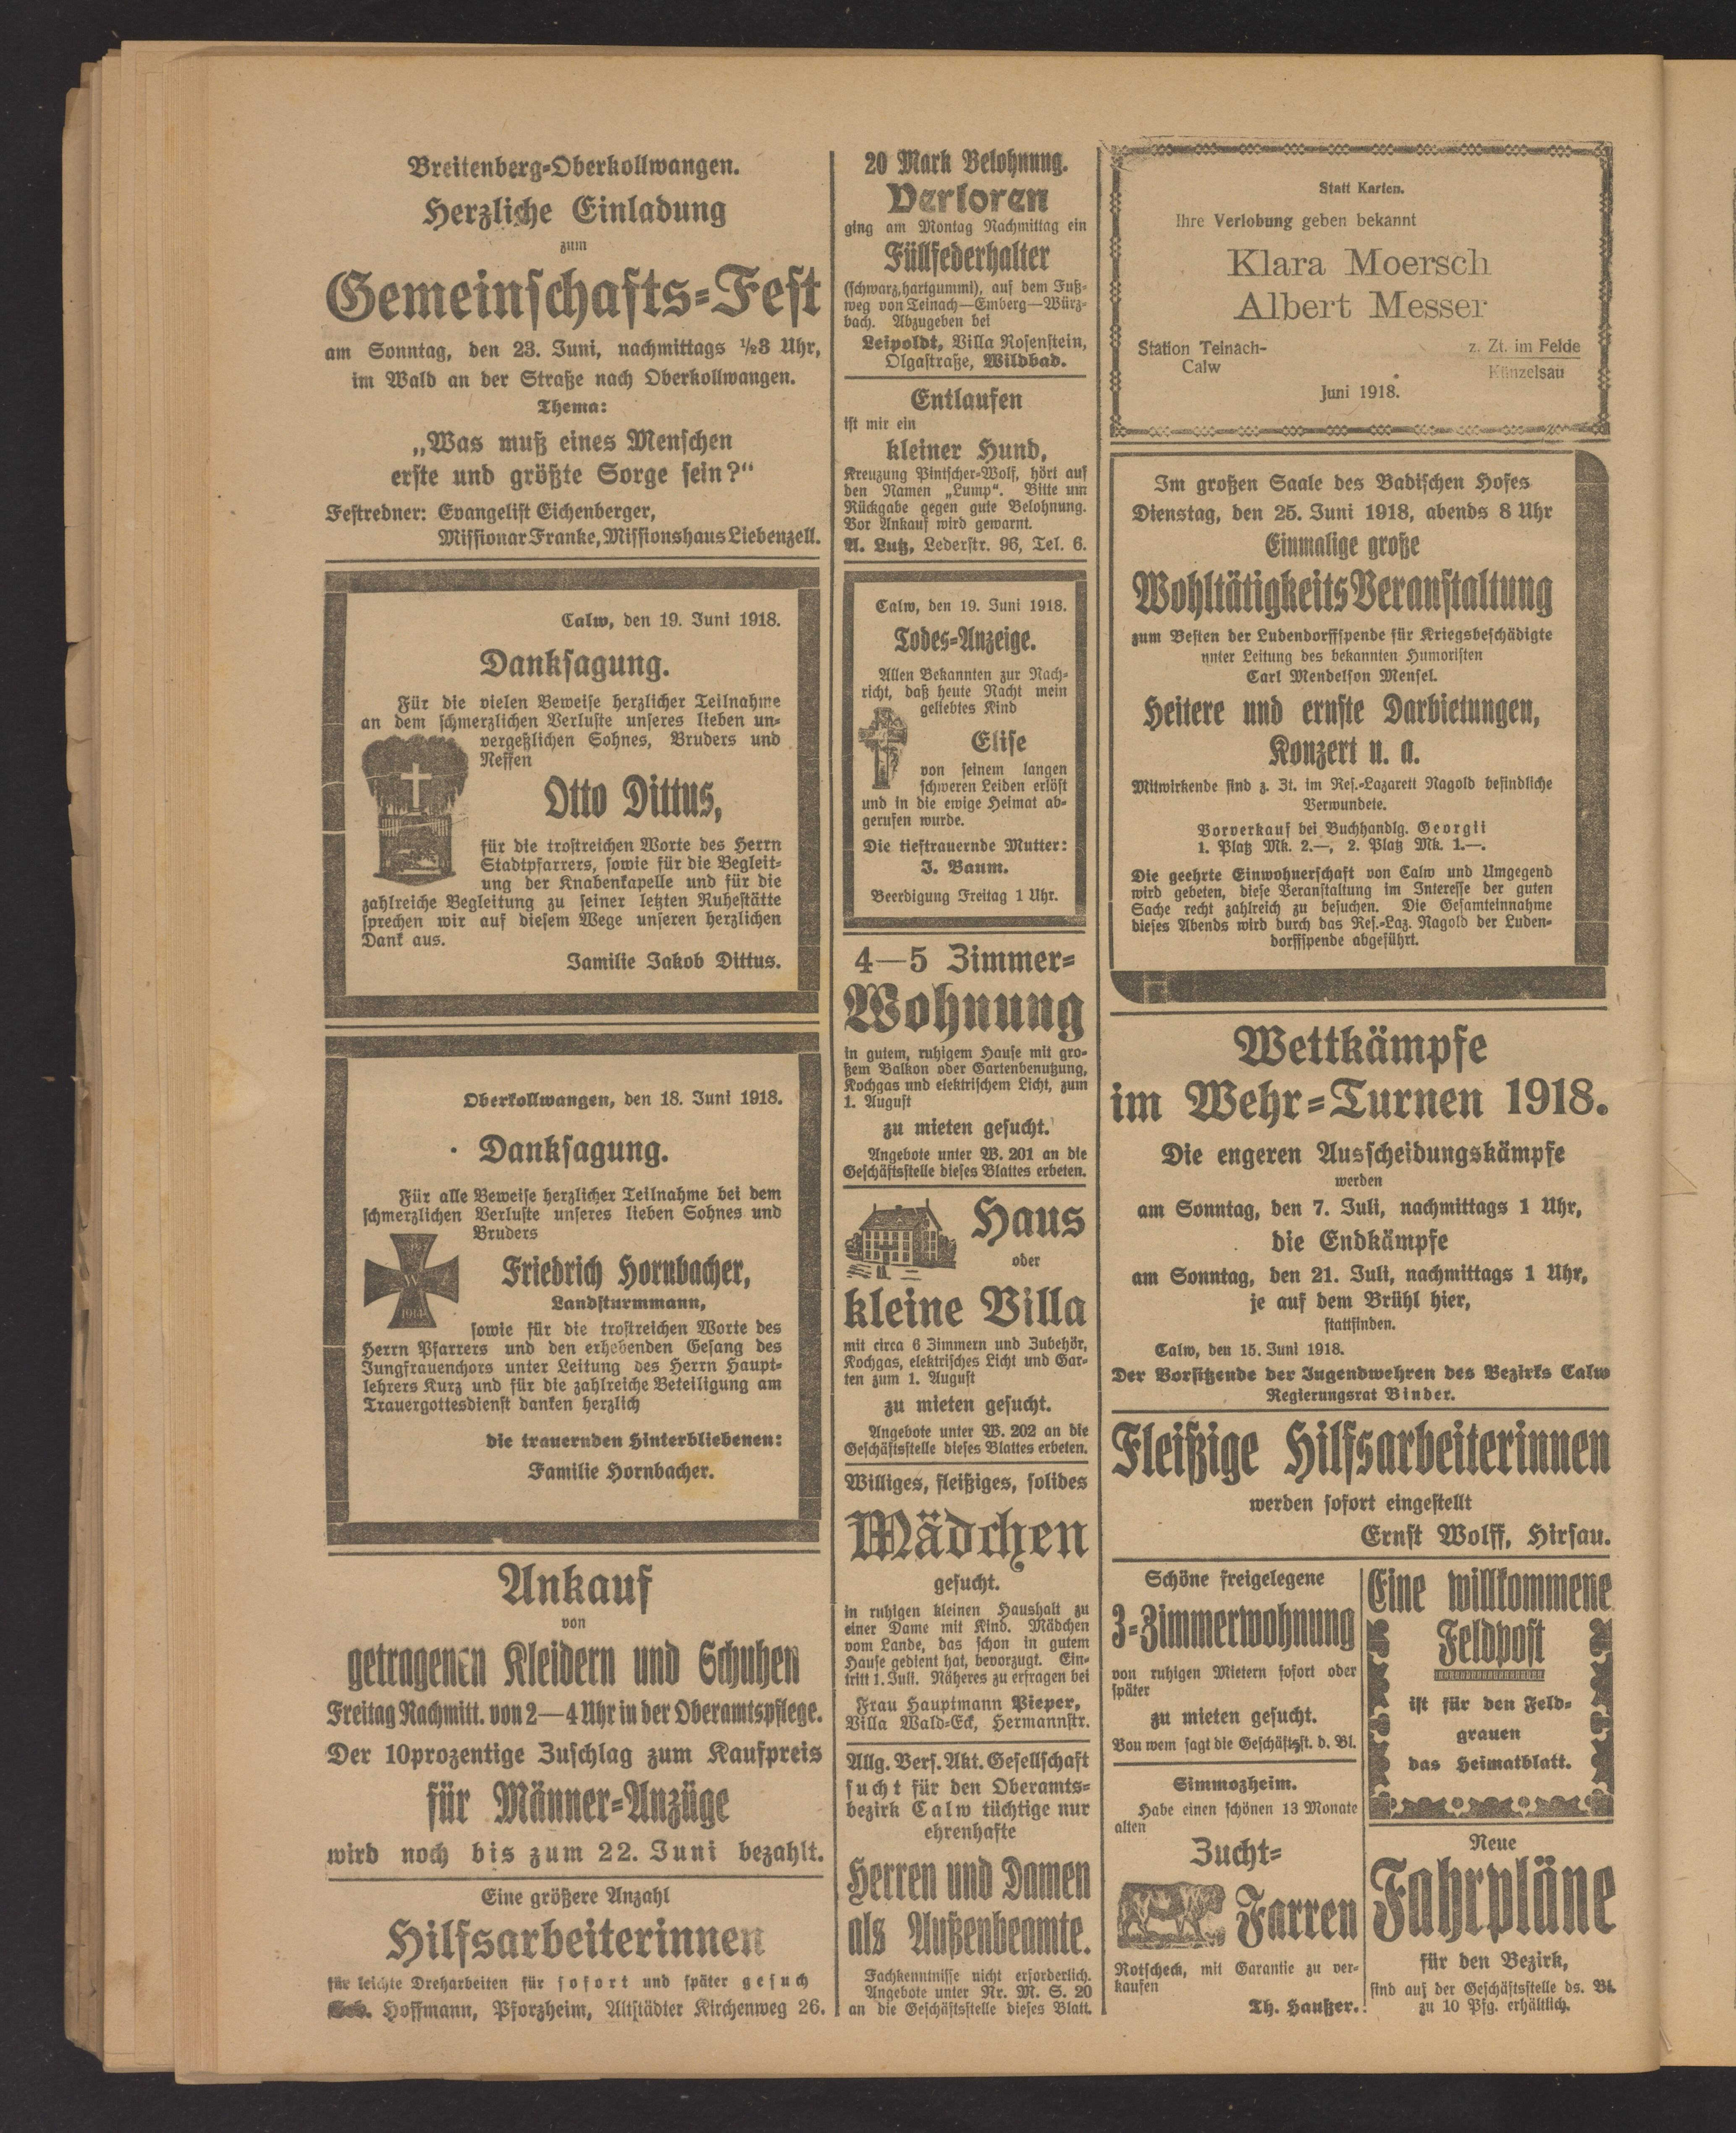 Breitenberg-Oberkollwangen.
Herzliche Einladung
zum
Gemeinschafts-Fest
am Sonntag, den 23. Juni, nachmittags ½3 Uhr,
im Wald an der Straße nach Oberkollwangen.
Thema:
„Was muß eines Menschen
erste und größte Sorge sein?“
Festredner: Evangelist Eichenberger,
Missionar Franke, Missionshaus Liebenzell.
Calw, den 19. Juni 1918.
Danksagung.
Für die vielen Beweise herzlicher Teilnahme
an dem schmerzlichen Verluste unseres lieben un-
vergeßlichen Sohnes, Bruders und
Neffen
Otto Dittus,
für die trostreichen Worte des Herrn
Stadtpfarrers, sowie für die Begleit-
ung der Knabenkapelle und für die
zahlreiche Begleitung zu seiner letzten Ruhestätte
sprechen wir auf diesem Wege unseren herzlichen
Dank aus.
Familie Jakob Dittus.
Oberkollwangen, den 18. Juni 1918.
Danksagung.
Für alle Beweise herzlicher Teilnahme bei dem
schmerzlichen Verluste unseres lieben Sohnes und
Bruders
W
1914
Friedrich Hornbacher,
Landsturmmann,
sowie für die trostreichen Worte des
Herrn Pfarrers und den erhebenden Gesang des
Jungfrauenchors unter Leitung des Herrn Haupt-
lehrers Kurz und für die zahlreiche Beteiligung am
Trauergottesdienst danken herzlich
die trauernden Hinterbliebenen:
Familie Hornbacher.
Ankauf
von
getragenen Kleidern und Schuhen
Freitag Nachmitt. von 2—4 Uhr in der Oberamtspflege.
Der 10prozentige Zuschlag zum Kaufpreis
für Männer-Anzüge
wird noch bis zum 22. Juni bezahlt.
Eine größere Anzahl
Hilfsarbeiterinnen
für leichte Dreharbeiten für sofort und später gesuch
Hoffmann, Pforzheim, Altstädter Kirchenweg 26.
20 Mark Belohnung.
Verloren
ging am Montag Nachmittag ein
Füllfederhalter
(schwarz, hartgummi), auf dem Fuß-
weg von Teinach—Emberg—Würz-
bach. Abzugeben bei
Leipoldt, Villa Rosenstein,
Olgastraße, Wildbad.
Entlaufen
ist mir ein
kleiner Hund,
Kreuzung Pintscher-Wolf, hört auf
den Namen „Lump“. Bitte um
Rückgabe gegen gute Belohnung.
Vor Ankauf wird gewarnt.
A. Lutz, Lederstr. 96, Tel. 6.
Calw, den 19. Juni 1918.
Todes-Anzeige.
Allen Bekannten zur Nach-
richt, daß heute Nacht mein
geliebtes Kind
Elise
von seinem langen
schweren Leiden erlöst
und in die ewige Heimat ab-
gerufen wurde.
Die tieftrauernde Mutter:
J. Baum.
Beerdigung Freitag 1 Uhr.
4—5 Zimmer-
Wohnung
in gutem, ruhigem Hause mit gro-
ßem Balkon oder Gartenbenutzung,
Kochgas und elektrischem Licht, zum
1. August
zu mieten gesucht.
Angebote unter W. 201 an die
Geschäftsstelle dieses Blattes erbeten.
Haus
oder
kleine Villa
mit circa 6 Zimmern und Zubehör,
Kochgas, elektrisches Licht und Gar-
ten zum 1. August
zu mieten gesucht.
Angebote unter W. 202 an die
Geschäftsstelle dieses Blattes erbeten.
Williges, fleißiges, solides
Mädchen
gesucht.
in ruhigen kleinen Haushalt zu
einer Dame mit Kind. Mädchen
vom Lande, das schon in gutem
Hause gedient hat, bevorzugt. Ein-
tritt 1. Juli. Näheres zu erfragen bei
Frau Hauptmann Pieper,
Villa Wald-Eck, Hermannstr.
Allg. Vers. Akt. Gesellschaft
sucht für den Oberamts-
bezirk Calw tüchtige nur
ehrenhafte
Herren und Damen
als Außenbeamte.
Fachkenntnisse nicht erforderlich.
Angebote unter Nr. M. S. 20
an die Geschäftsstelle dieses Blatt.
Statt Karten.
Ihre Verlobung geben bekannt
Klara Moersch
Albert Messer
Station Teinach-
Calw
z. Zt. im Felde
Künzelsau
Juni 1918.
Im großen Saale des Badischen Hofes
Dienstag, den 25. Juni 1918, abends 8 Uhr
Einmalige große
WohltätigkeitsVeranstaltung
zum Besten der Ludendorffspende für Kriegsbeschädigte
unter Leitung des bekannten Humoristen
Carl Mendelson Mensel.
Heitere und ernste Darbietungen,
Konzert u. a.
Mitwirkende sind z. Zt. im Res.-Lazarett Nagold befindliche
Verwundete.
Vorverkauf bei Buchhandlg. Georgii
1. Platz Mk. 2.—, 2. Platz Mk. 1.—.
Die geehrte Einwohnerschaft von Calw und Umgegend
wird gebeten, diese Veranstaltung im Interesse der guten
Sache recht zahlreich zu besuchen. Die Gesamteinnahme
dieses Abends wird durch das Res.-Laz. Nagold der Luden-
dorffspende abgeführt.
Wettkämpfe
im Wehr-Turnen 1918.
Die engeren Ausscheidungskämpfe
werden
am Sonntag, den 7. Juli, nachmittags 1 Uhr,
die Endkämpfe
am Sonntag, den 21. Juli, nachmittags 1 Uhr,
je auf dem Brühl hier,
stattfinden.
Calw, den 15. Juni 1918.
Der Vorsitzende der Jugendwehren des Bezirks Calw
Regierungsrat Binder.
Fleißige Hilfsarbeiterinnen
werden sofort eingestellt
Ernst Wolff, Hirsau.
Schöne freigelegene
3-Zimmerwohnung
von ruhigen Mietern sofort oder
später
zu mieten gesucht.
Von wem sagt die Geschäftsst. d. Bl.
Simmozheim.
Habe einen schönen 13 Monate
alten
Zucht-
Farren
Rotscheck, mit Garantie zu ver-
kaufen
Th. Haußer.
Eine willkommene
Feldpost
ist für den Feld-
grauen
das Heimatblatt.
Neue
Fahrpläne
für den Bezirk,
sind auf der Geschäftsstelle ds. Bl.
zu 10 Pfg. erhältlich.